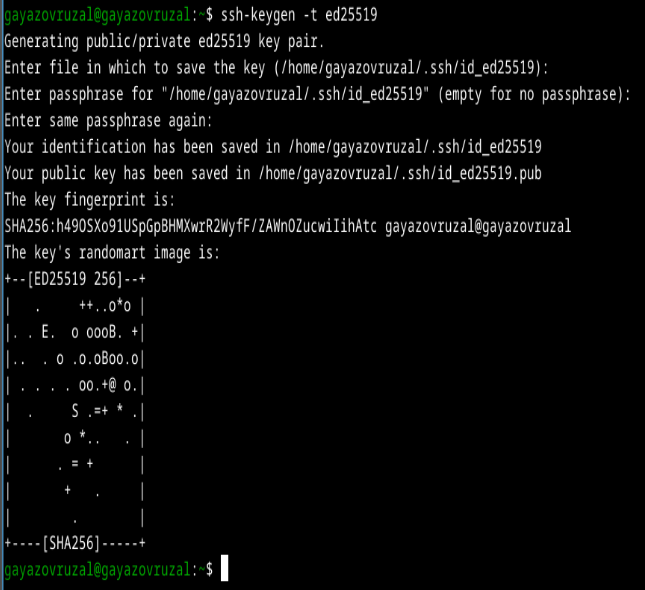 gayazovruzal@gayazovruzal:~$ ssh-keygen -t ed25519
Generating public/private ed25519 key pair.
Enter file in which to save the key (/home/gayazovruzal/.ssh/id_ed25519):
Enter passphrase for "/home/gayazovruzal/.ssh/id_ed25519" (empty for no passphrase):
Enter same passphrase again:
Your identification has been saved in /home/gayazovruzal/.ssh/id_ed25519
Your public key has been saved in /home/gayazovruzal/.ssh/id_ed25519.pub
The key fingerprint is:
SHA256:h49OSXo91USpGpBHMXwrR2WyfF/ZAWnOZucwiIihAtc gayazovruzal@gayazovruzal
The key's randomart image is:
+--[ED25519 256]--+
|   .     ++..o*o |
|. . E.  o oooB. +|
|..  . o .o.oBoo.o|
| . . . . oo.+@ o.|
|  .     S .=+ * .|
|       o *..   . |
|      . = +      |
|       +   .     |
|        .        |
+----[SHA256]-----+
gayazovruzal@gayazovruzal:~$